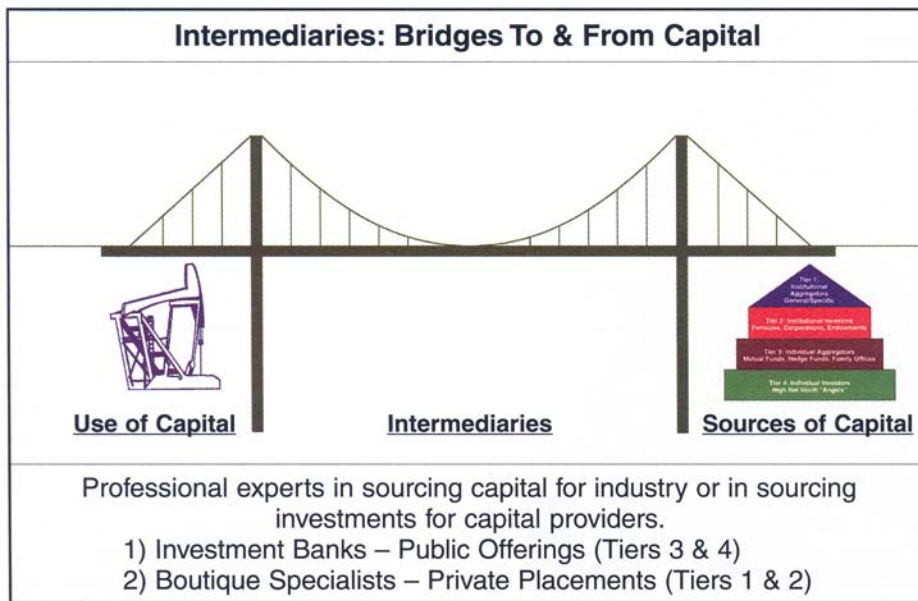 Intermediaries: Bridges To & From Capital
Tier 1:
Institutional
Aggregators
General/Specific
Tier 2: Institutional Investors
Pensions, Corporations, Endowments
Tier 3: Individual Aggregators
Mutual Funds, Hedge Funds, Family Offices
Tier 4: Individual Investors
High Net Worth "Angels"
Use of Capital
Intermediaries
Sources of Capital
Professional experts in sourcing capital for industry or in sourcing
investments for capital providers.
1) Investment Banks – Public Offerings (Tiers 3 & 4)
2) Boutique Specialists – Private Placements (Tiers 1 & 2)